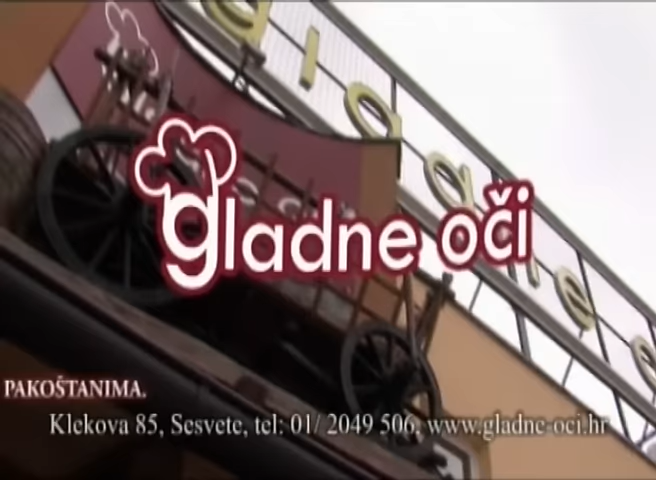 gladne oči
PAKOŠTANIMA.
Klekova 85, Sesvete, tel: 01/ 2049 506, www.gladne-oci.hr